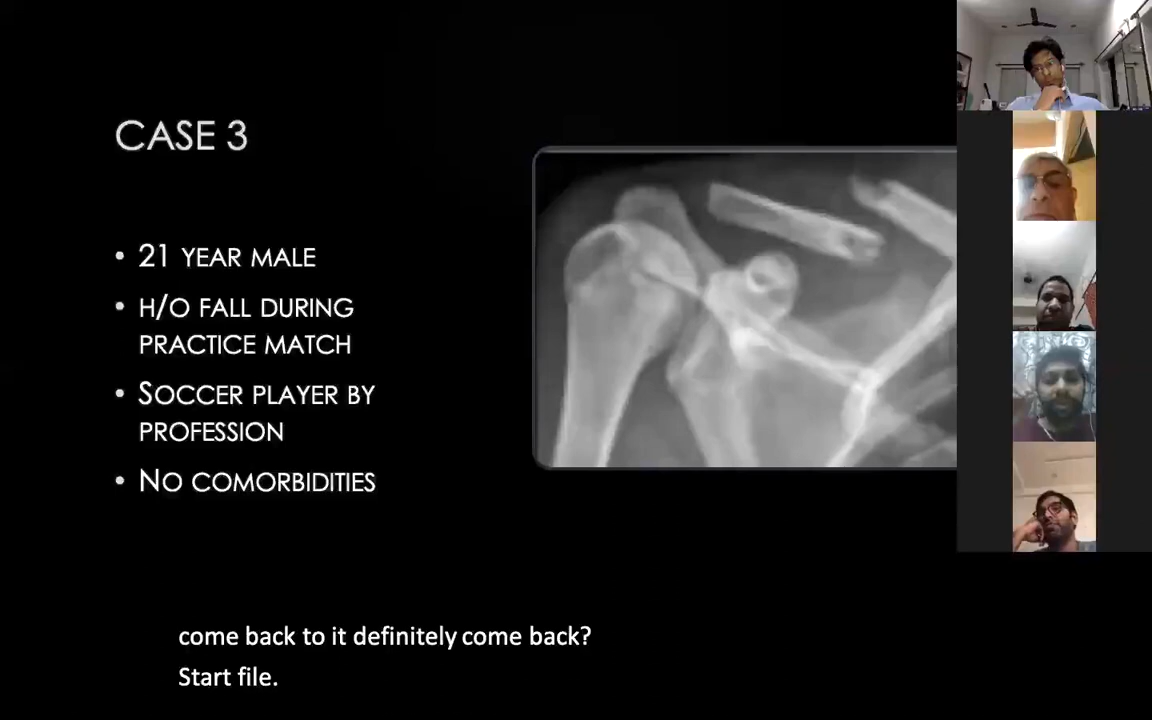 CASE 3
• 21 YEAR MALE
• H/O FALL DURING
PRACTICE MATCH
• SOCCER PLAYER BY
PROFESSION
• NO COMORBIDITIES
come back to it definitely come back?
Start file.